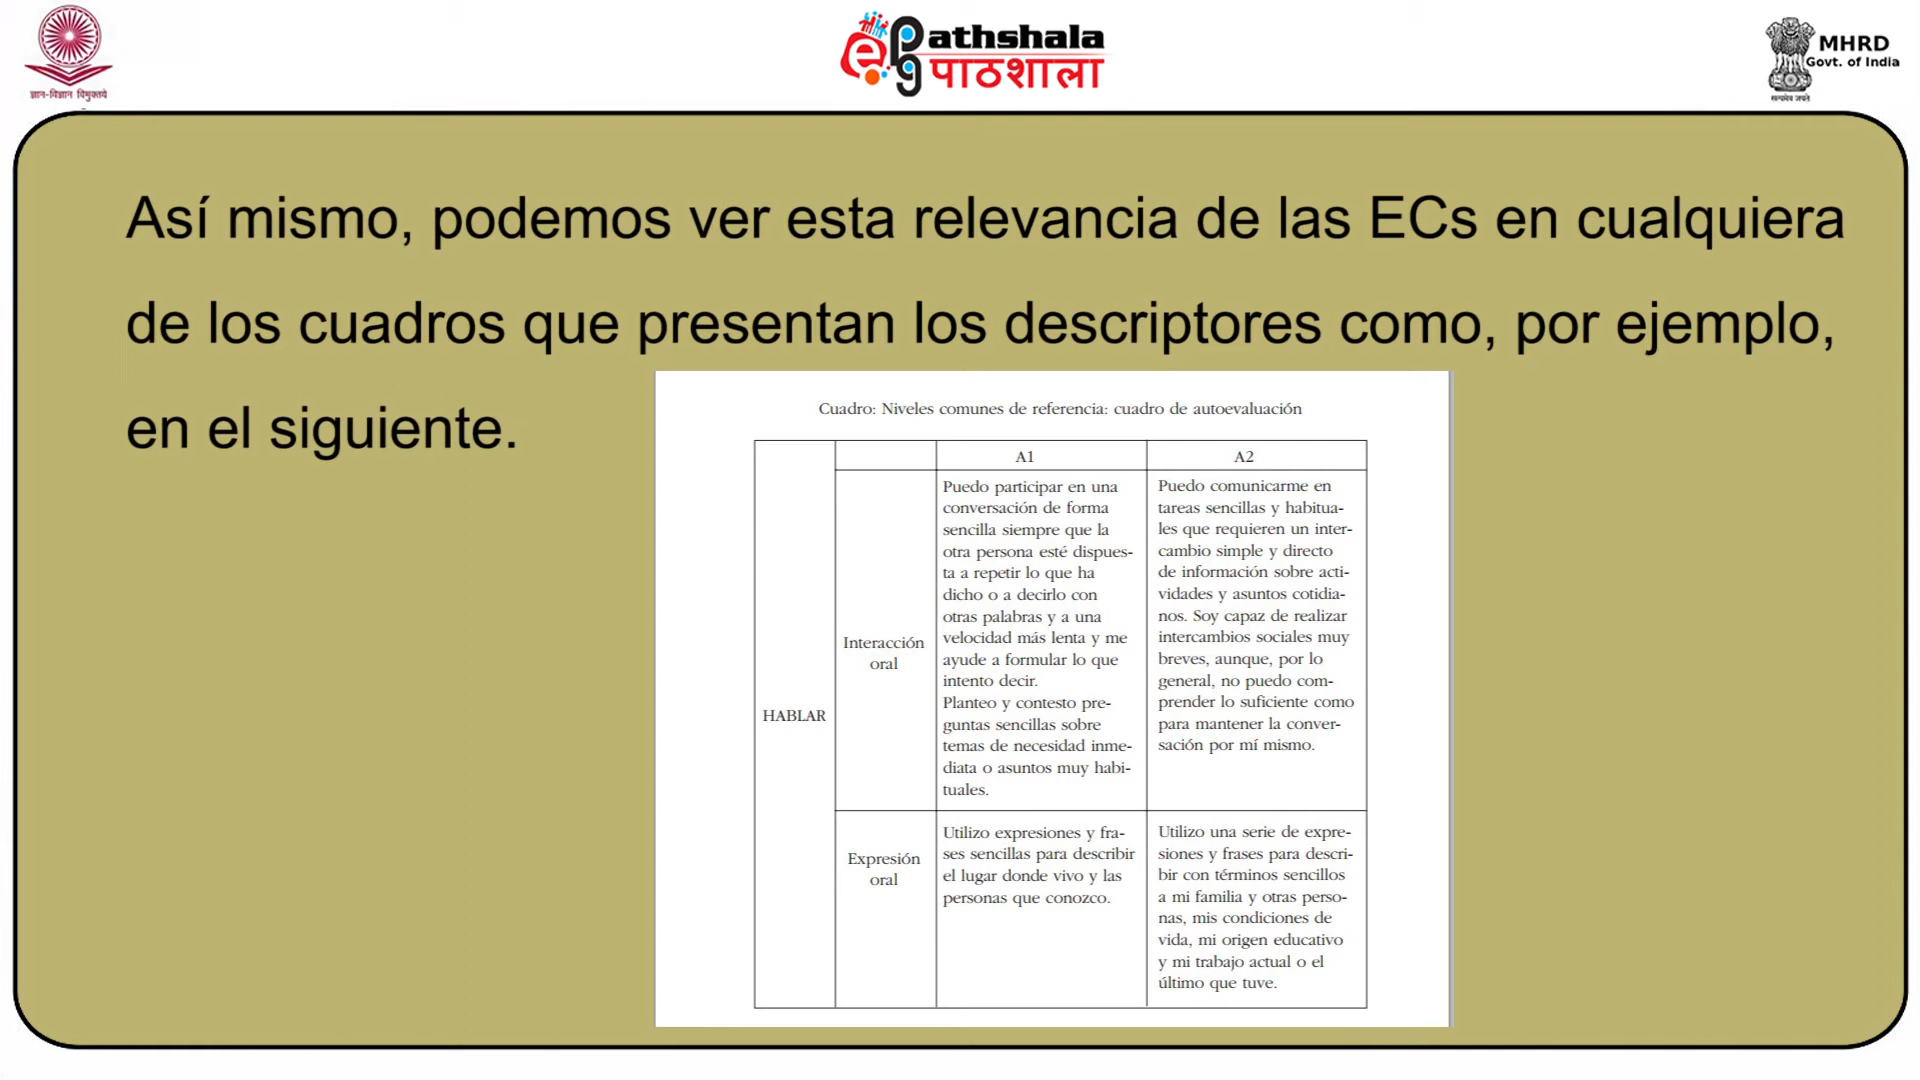 ज्ञान-विज्ञान विमुक्तये
ePg Pathshala
पाठशाला
MHRD
Govt. of India
सत्यमेव जयते
Así mismo, podemos ver esta relevancia de las ECs en cualquiera
de los cuadros que presentan los descriptores como, por ejemplo,
en el siguiente.
Cuadro: Niveles comunes de referencia: cuadro de autoevaluación
A1
A2
HABLAR
Interacción
oral
Puedo participar en una
conversación de forma
sencilla siempre que la
otra persona esté dispues-
ta a repetir lo que ha
dicho o a decirlo con
otras palabras y a una
velocidad más lenta y me
ayude a formular lo que
intento decir.
Planteo y contesto pre-
guntas sencillas sobre
temas de necesidad inme-
diata o asuntos muy habi-
tuales.
Puedo comunicarme en
tareas sencillas y habitua-
les que requieren un inter-
cambio simple y directo
de información sobre acti-
vidades y asuntos cotidia-
nos. Soy capaz de realizar
intercambios sociales muy
breves, aunque, por lo
general, no puedo com-
prender lo suficiente como
para mantener la conver-
sación por mí mismo.
Expresión
oral
Utilizo expresiones y fra-
ses sencillas para describir
el lugar donde vivo y las
personas que conozco.
Utilizo una serie de expre-
siones y frases para descri-
bir con términos sencillos
a mi familia y otras perso-
nas, mis condiciones de
vida, mi origen educativo
y mi trabajo actual o el
último que tuve.